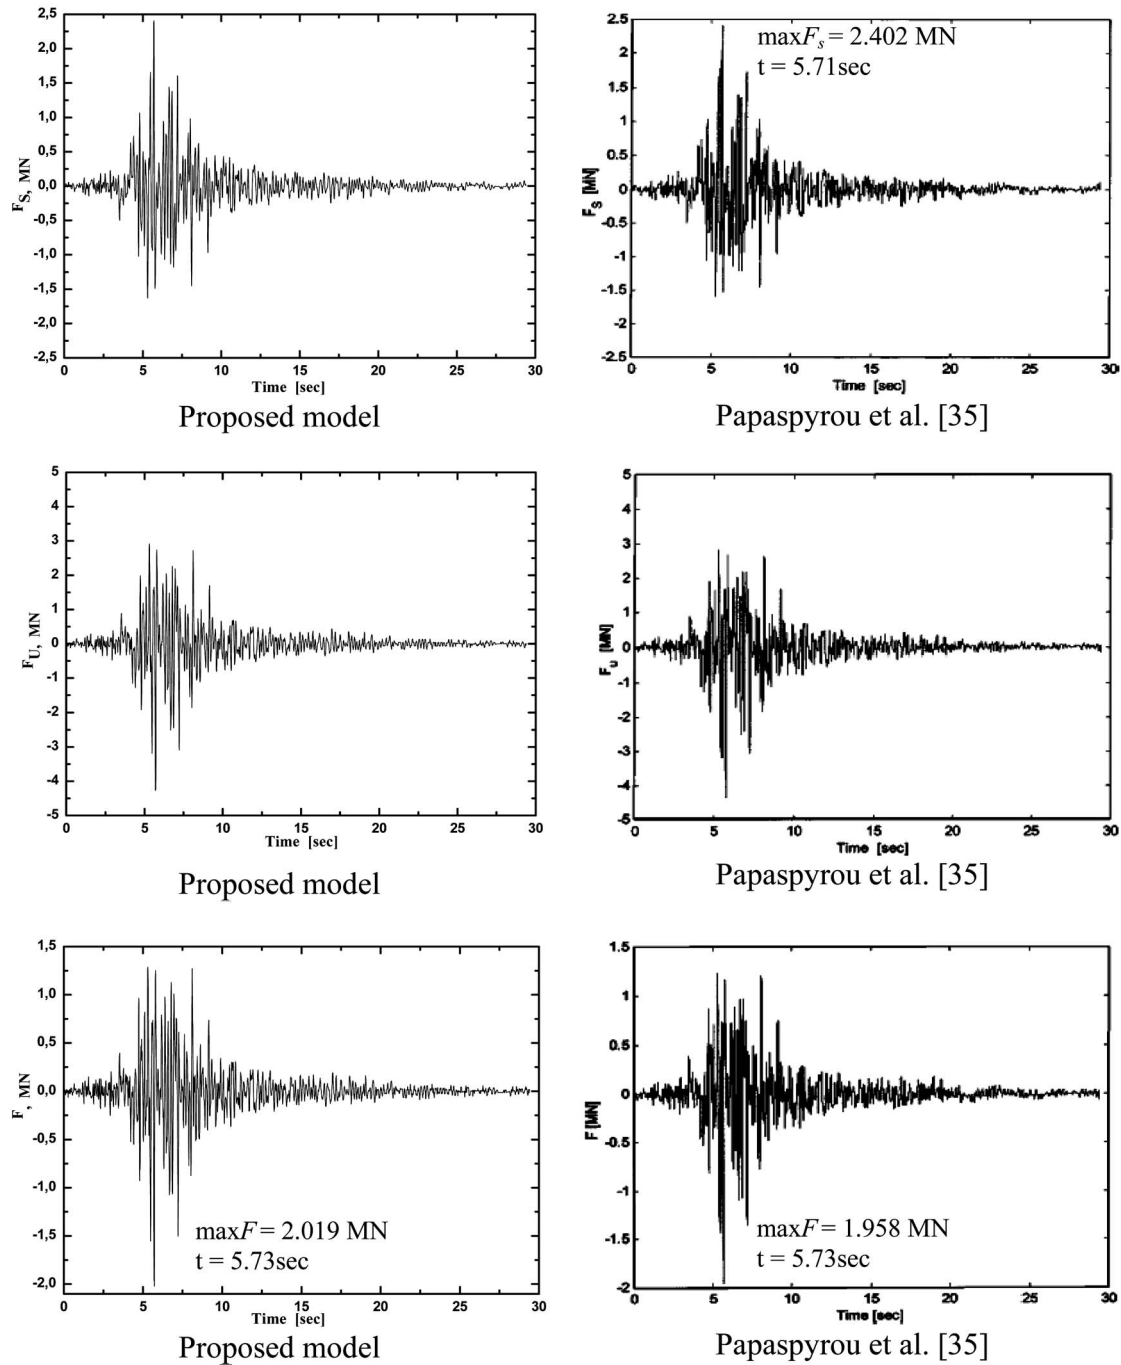 2,5
2,0
1,5
1,0
0,5
0,0
-0,5
-1,0
-1,5
-2,0
-2,5
F_S, MN
0 5 10 15 20 25 30
Time [sec]
Proposed model
2.5
2
1.5
1
0.5
0
-0.5
-1
-1.5
-2
2.5
F_S [MN]
maxF_s = 2.402 MN
t = 5.71sec
0 5 10 15 20 25 30
Time [sec]
Papaspyrou et al. [35]
5
4
3
2
1
0
-1
-2
-3
-4
-5
F_U, MN
0 5 10 15 20 25 30
Time [sec]
Proposed model
5
4
3
2
1
0
-1
-2
-3
-4
-5
F_u [MN]
0 5 10 15 20 25 30
Time [sec]
Papaspyrou et al. [35]
1,5
1,0
0,5
0,0
-0,5
-1,0
-1,5
-2,0
F, MN
maxF = 2.019 MN
t = 5.73sec
0 5 10 15 20 25 30
Time [sec]
Proposed model
1.5
1
0.5
0
-0.5
-1
-1.5
-2
F [MN]
maxF = 1.958 MN
t = 5.73sec
0 5 10 15 20 25 30
Time [sec]
Papaspyrou et al. [35]